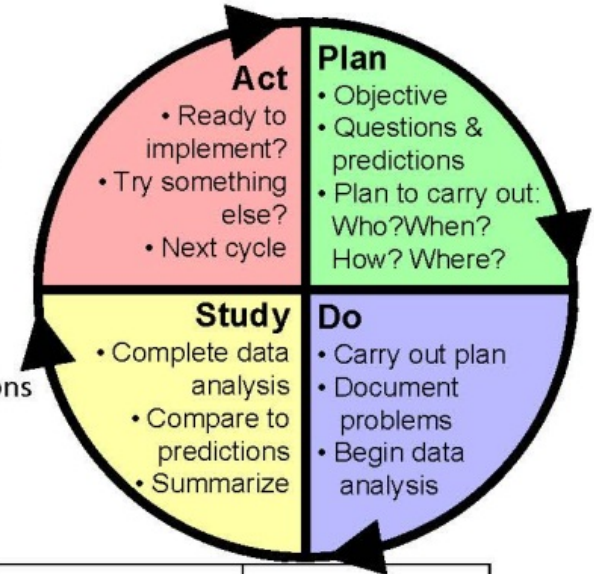 Act
• Ready to
implement?
• Try something
else?
• Next cycle
Plan
• Objective
• Questions &
predictions
• Plan to carry out:
Who?When?
How? Where?
Study
• Complete data
analysis
• Compare to
predictions
• Summarize
Do
• Carry out plan
• Document
problems
• Begin data
analysis
ons